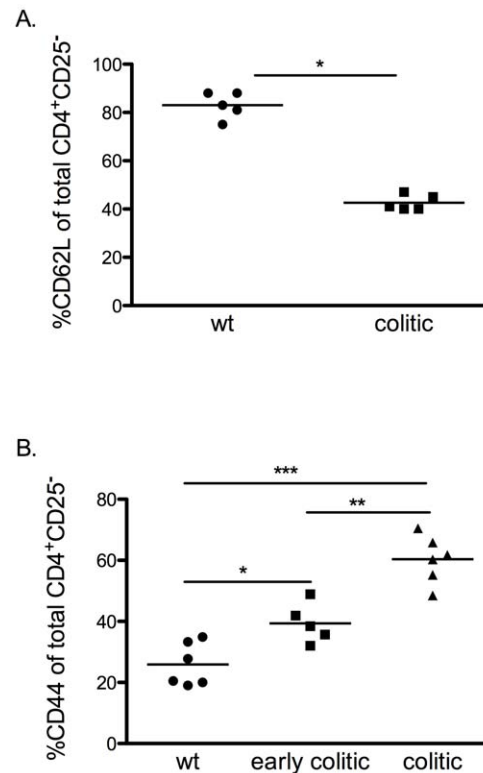 A.
%CD62L of total CD4⁺CD25⁻
100
80
60
40
20
0
*
wt colitic
B.
%CD44 of total CD4⁺CD25⁻
80
60
40
20
0
***
**
*
wt early colitic colitic